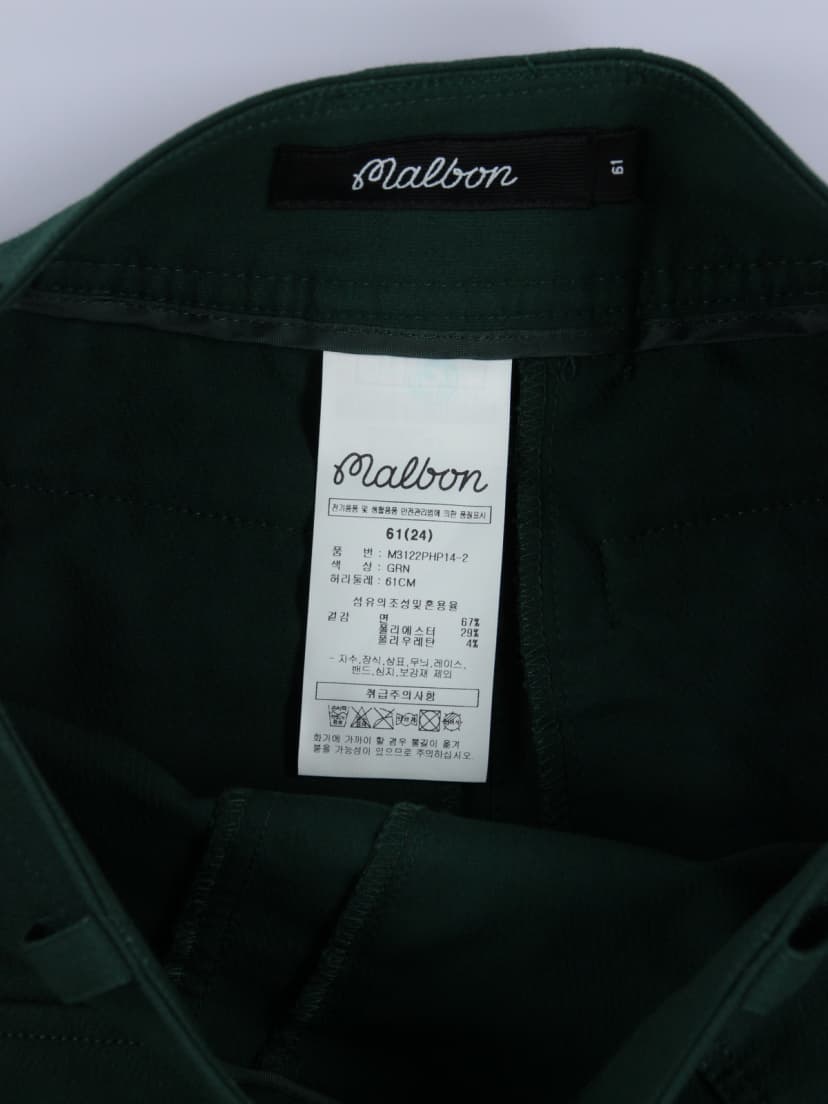 Malbon
61
Malbon
전기용품 및 생활용품 안전관리법에 의한 품질표시
61(24)
품 번 : M3122PHP14-2
색 상 : GRN
허리둘레 : 61CM
섬유의조성및혼용율
겉감 면 67%
폴리에스터 29%
폴리우레탄 4%
- 자수,장식,상표,무늬,레이스,
밴드,심지,보강재 제외
취급주의사항
화기에 가까이 할 경우 불길이 옮겨
붙을 가능성이 있으므로 주의하십시오.